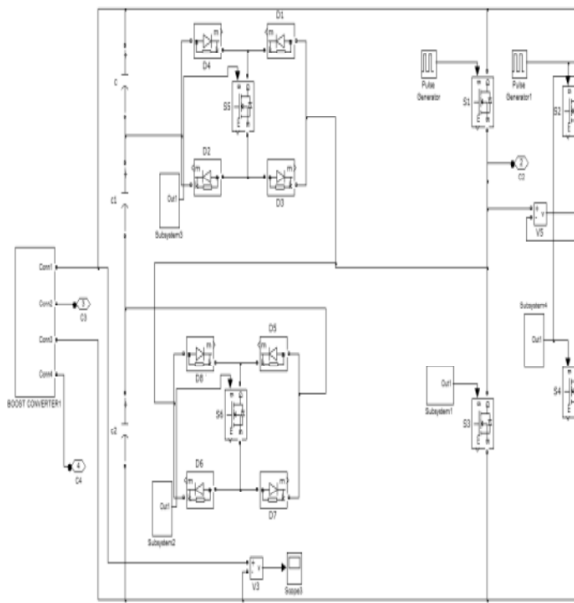 D1
D4
m
m
C
S5
Pulse
Generator
S1
Pulse
Generator1
S2
m
m
D2
D3
c1
Out1
Subsystem3
2
C2
+
-
v
V5
Conn1
Conn2
Conn3
Conn4
BOOST CONVERTER1
3
C3
4
C4
Subsystem4
Out1
D5
m
m
D8
S6
c2
Out1
Subsystem1
S3
S4
m
m
D6
D7
Out1
Subsystem2
+
-
v
V3
Scope3